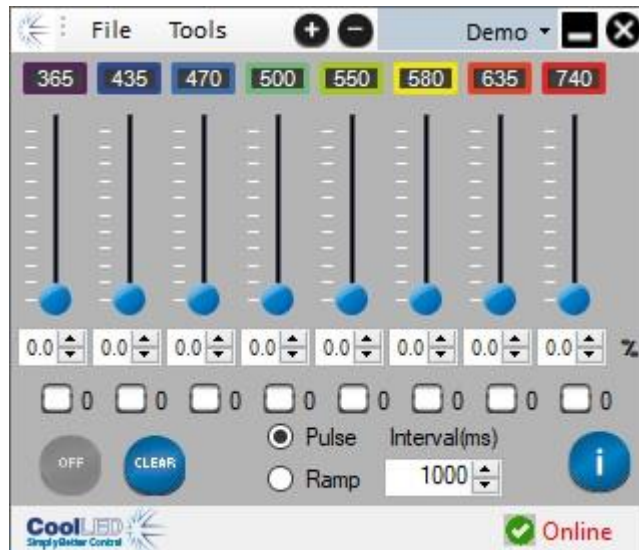 File Tools Demo
365 435 470 500 550 580 635 740
0.0 0.0 0.0 0.0 0.0 0.0 0.0 0.0 %
0 0 0 0 0 0 0 0
Pulse Interval(ms)
OFF CLEAR Ramp 1000 i
CoolLED
Simply Better Control
Online